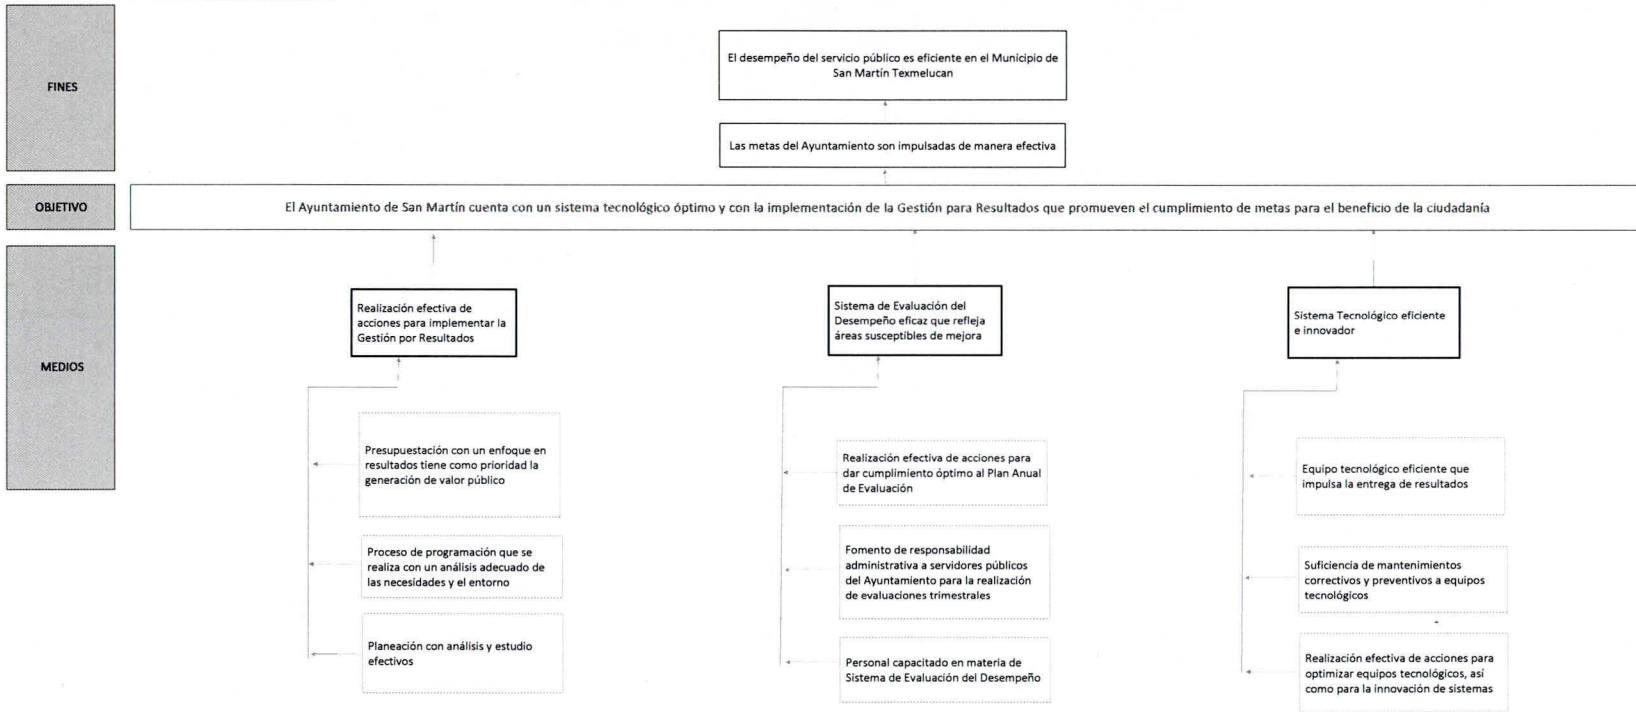 FINES
El desempeño del servicio público es eficiente en el Municipio de
San Martín Texmelucan
Las metas del Ayuntamiento son impulsadas de manera efectiva
OBJETIVO
El Ayuntamiento de San Martín cuenta con un sistema tecnológico óptimo y con la implementación de la Gestión para Resultados que promueven el cumplimiento de metas para el beneficio de la ciudadanía
MEDIOS
Realización efectiva de
acciones para implementar la
Gestión por Resultados
Presupuestación con un enfoque en
resultados tiene como prioridad la
generación de valor público
Proceso de programación que se
realiza con un análisis adecuado de
las necesidades y el entorno
Planeación con análisis y estudio
efectivos
Sistema de Evaluación del
Desempeño eficaz que refleja
áreas susceptibles de mejora
Realización efectiva de acciones para
dar cumplimiento óptimo al Plan Anual
de Evaluación
Fomento de responsabilidad
administrativa a servidores públicos
del Ayuntamiento para la realización
de evaluaciones trimestrales
Personal capacitado en materia de
Sistema de Evaluación del Desempeño
Sistema Tecnológico eficiente
e innovador
Equipo tecnológico eficiente que
impulsa la entrega de resultados
Suficiencia de mantenimientos
correctivos y preventivos a equipos
tecnológicos
Realización efectiva de acciones para
optimizar equipos tecnológicos, así
como para la innovación de sistemas